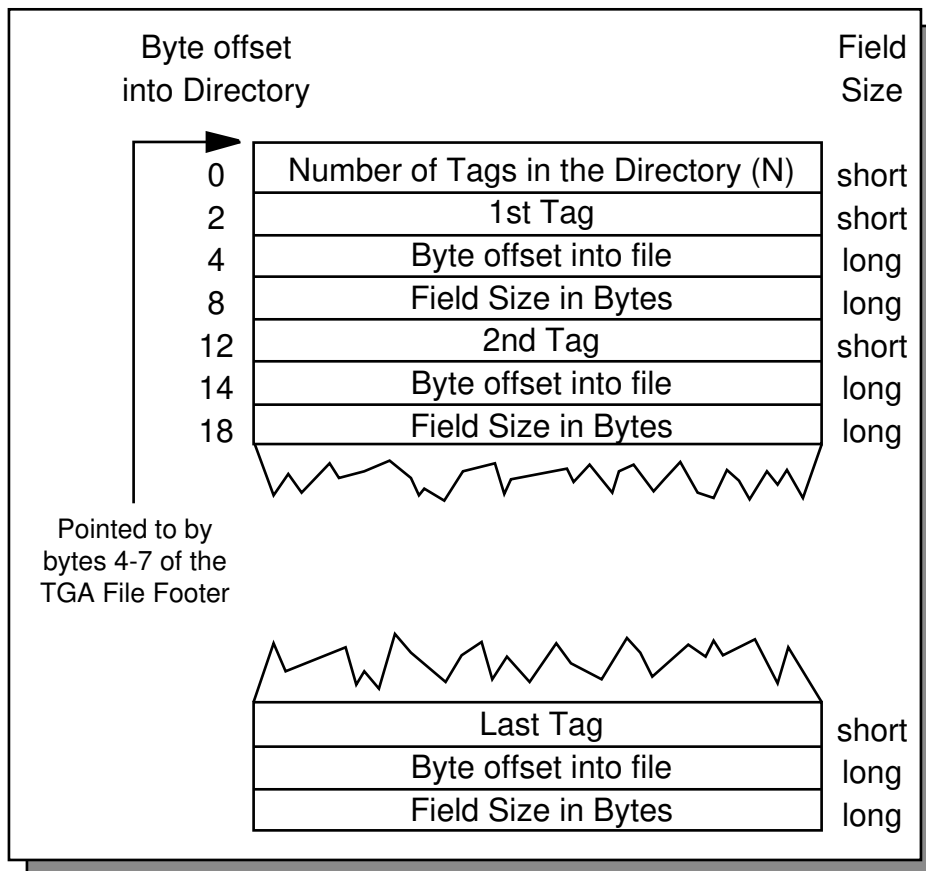 Byte offset Field
into Directory Size
0 Number of Tags in the Directory (N) short
2 1st Tag short
4 Byte offset into file long
8 Field Size in Bytes long
12 2nd Tag short
14 Byte offset into file long
18 Field Size in Bytes long
Pointed to by
bytes 4-7 of the
TGA File Footer
Last Tag short
Byte offset into file long
Field Size in Bytes long